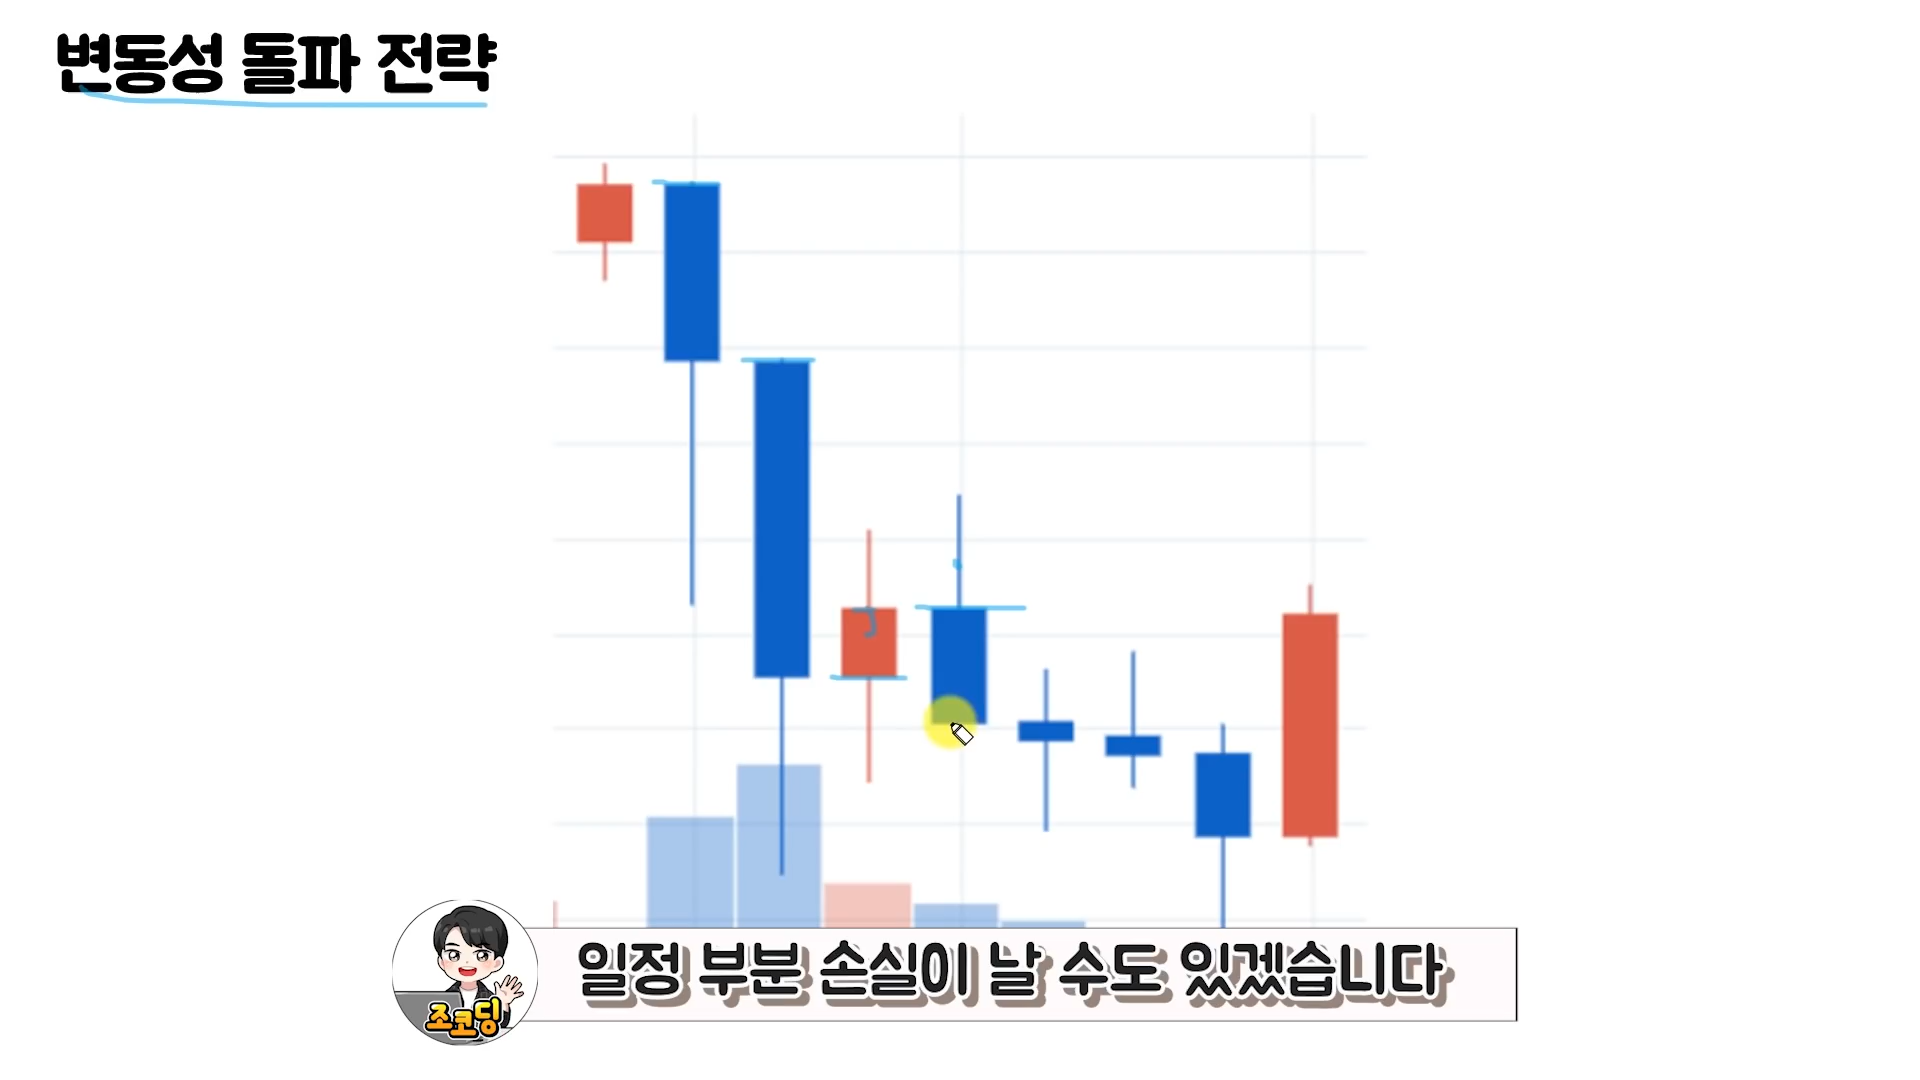 변동성 돌파 전략
일정 부분 손실이 날 수도 있겠습니다
조코딩